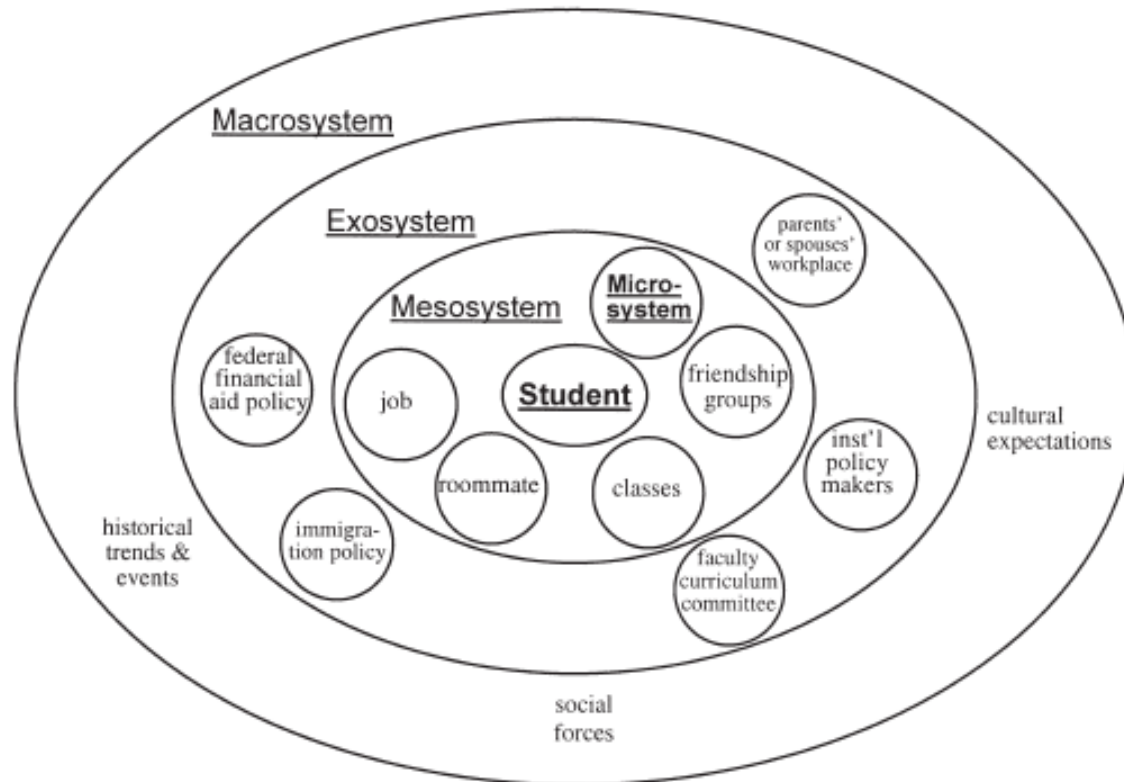 Macrosystem
Exosystem
parents'
or spouses'
workplace
Micro-
system
Mesosystem
federal
financial
aid policy
job
Student
friendship
groups
cultural
expectations
inst'l
policy
makers
roommate
classes
historical
trends &
events
immigra-
tion policy
faculty
curriculum
committee
social
forces